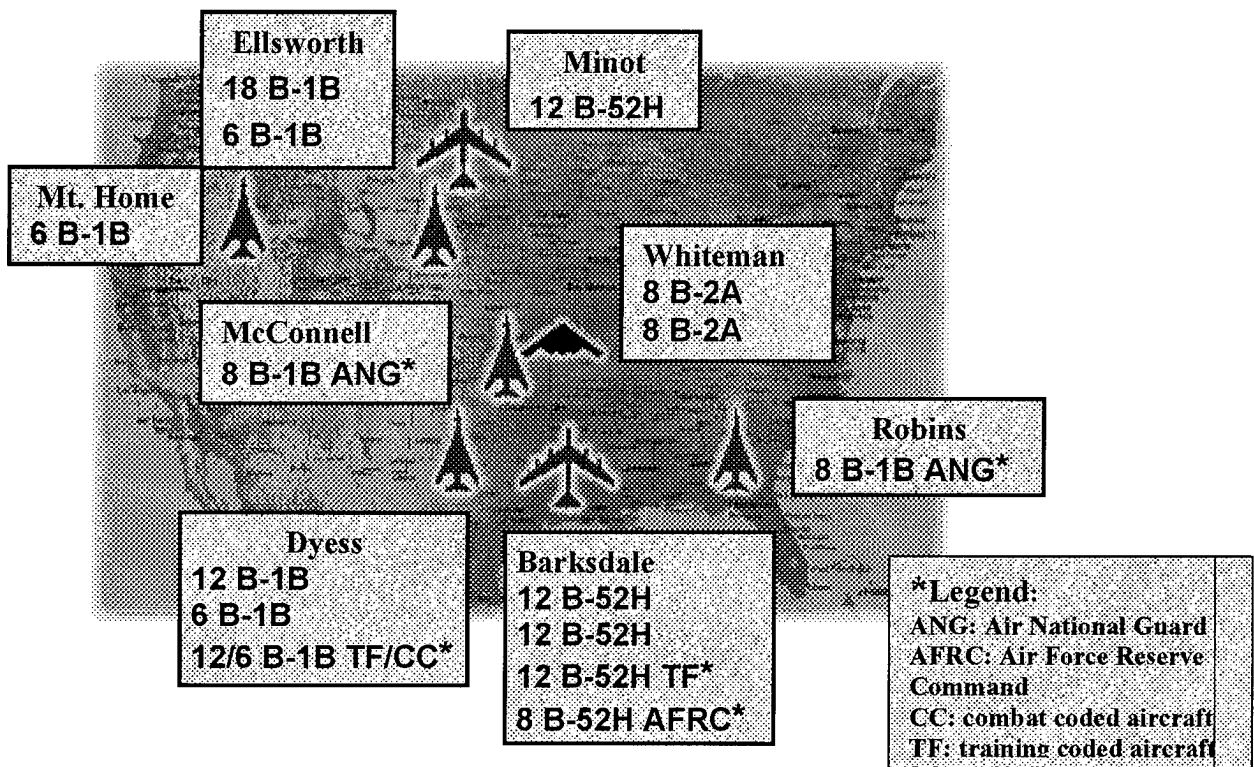 Ellsworth
18 B-1B
6 B-1B
Minot
12 B-52H
Mt. Home
6 B-1B
Whiteman
8 B-2A
8 B-2A
McConnell
8 B-1B ANG*
Robins
8 B-1B ANG*
Dyess
12 B-1B
6 B-1B
12/6 B-1B TF/CC*
Barksdale
12 B-52H
12 B-52H
12 B-52H TF*
8 B-52H AFRC*
*Legend:
ANG: Air National Guard
AFRC: Air Force Reserve
Command
CC: combat coded aircraft
TF: training coded aircraft